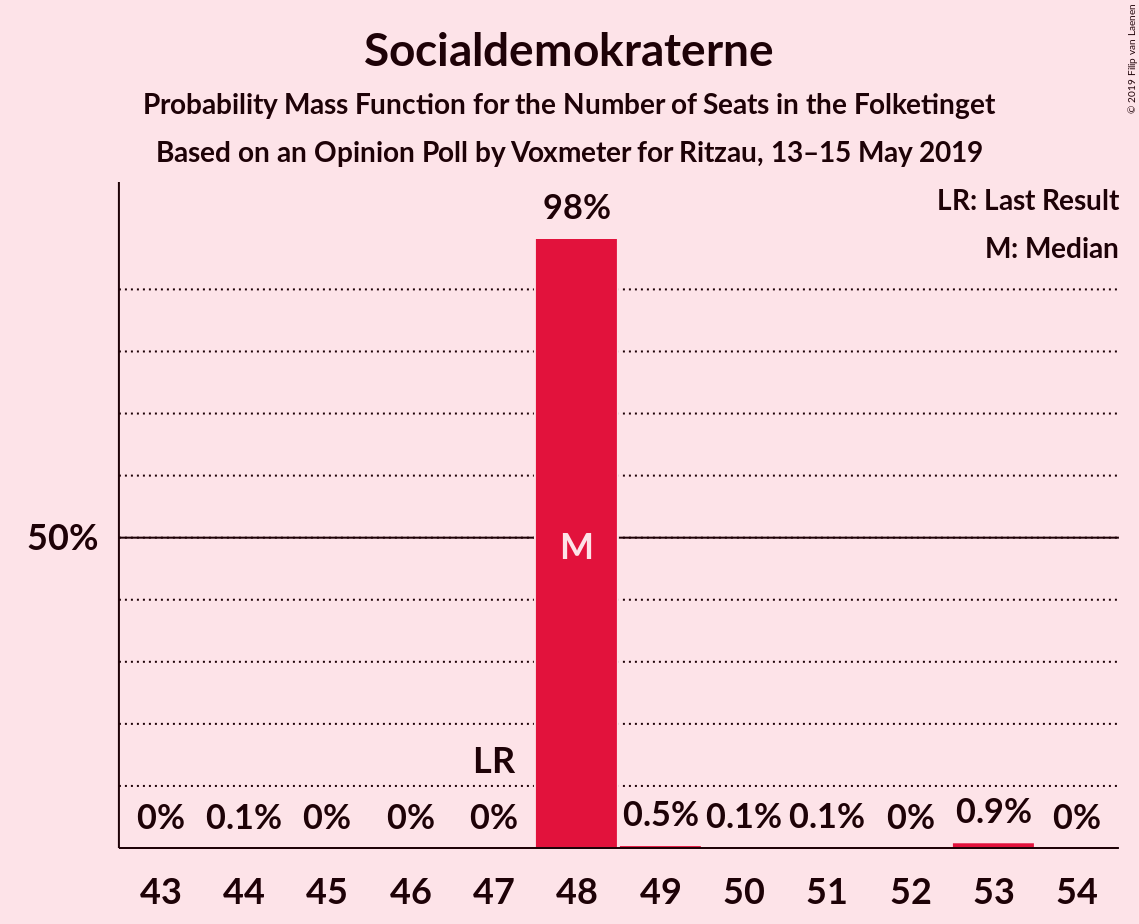 Socialdemokraterne
Probability Mass Function for the Number of Seats in the Folketinget
Based on an Opinion Poll by Voxmeter for Ritzau, 13–15 May 2019
© 2019 Filip van Laenen
LR: Last Result
M: Median
98%
50%
M
LR
0% 0.1% 0% 0% 0% 0.5% 0.1% 0.1% 0% 0.9% 0%
43 44 45 46 47 48 49 50 51 52 53 54